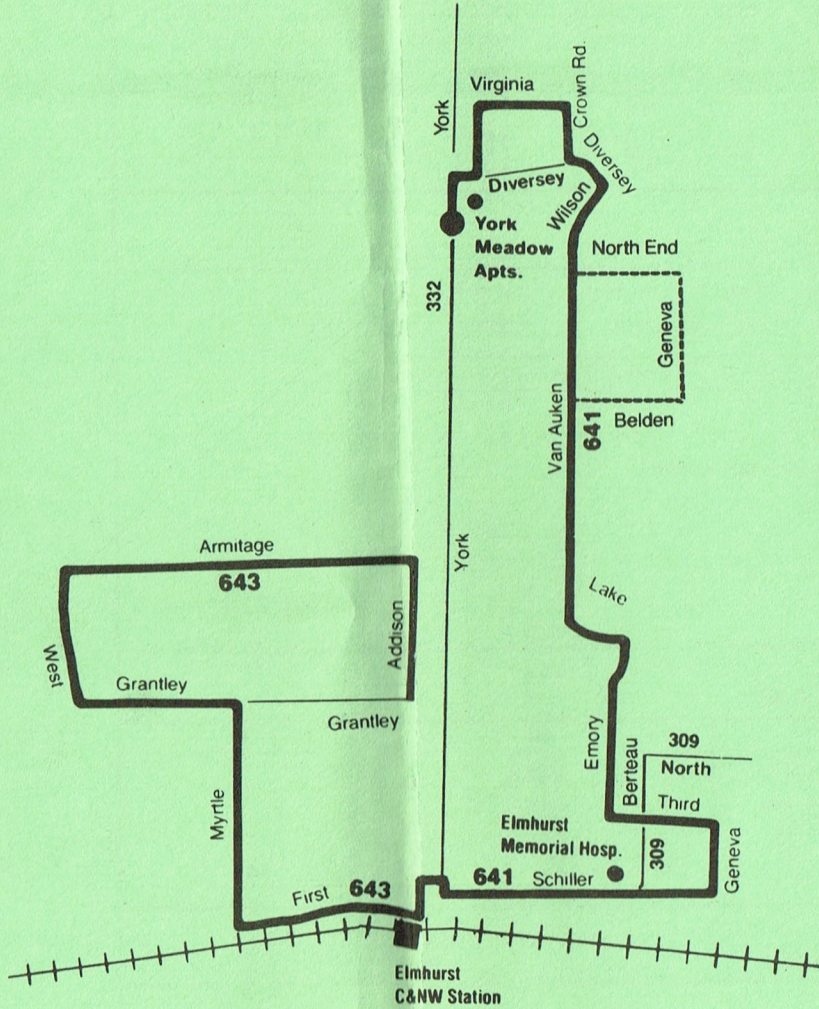 Crown Rd.
Virginia
York
Diversey
Diversey
Wilson
York
Meadow
Apts.
North End
332
Geneva
Van Auken
641
Belden
York
Armitage
643
Lake
Addison
West
Grantley
Grantley
Emory
Berteau
309
North
Third
Myrtle
Elmhurst
Memorial Hosp.
309
Geneva
641
Schiller
First
643
Elmhurst
C&NW Station